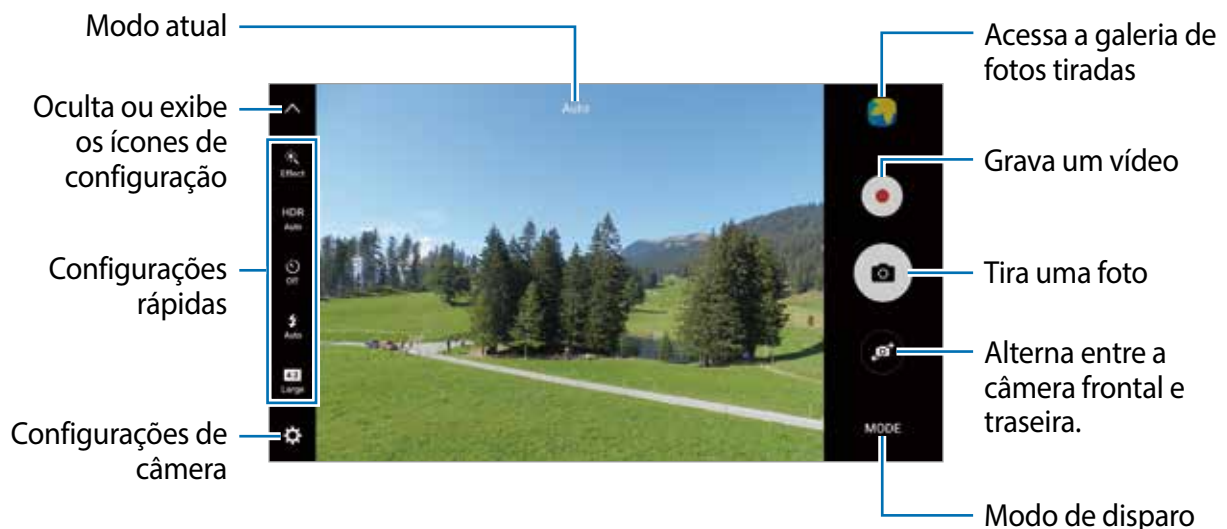 Modo atual
Oculta ou exibe
os ícones de
configuração
Configurações
rápidas
Configurações de
câmera
Auto
Effect
HDR
Auto
Off
Auto
4:3
Large
MODE
Acessa a galeria de
fotos tiradas
Grava um vídeo
Tira uma foto
Alterna entre a
câmera frontal e
traseira.
Modo de disparo